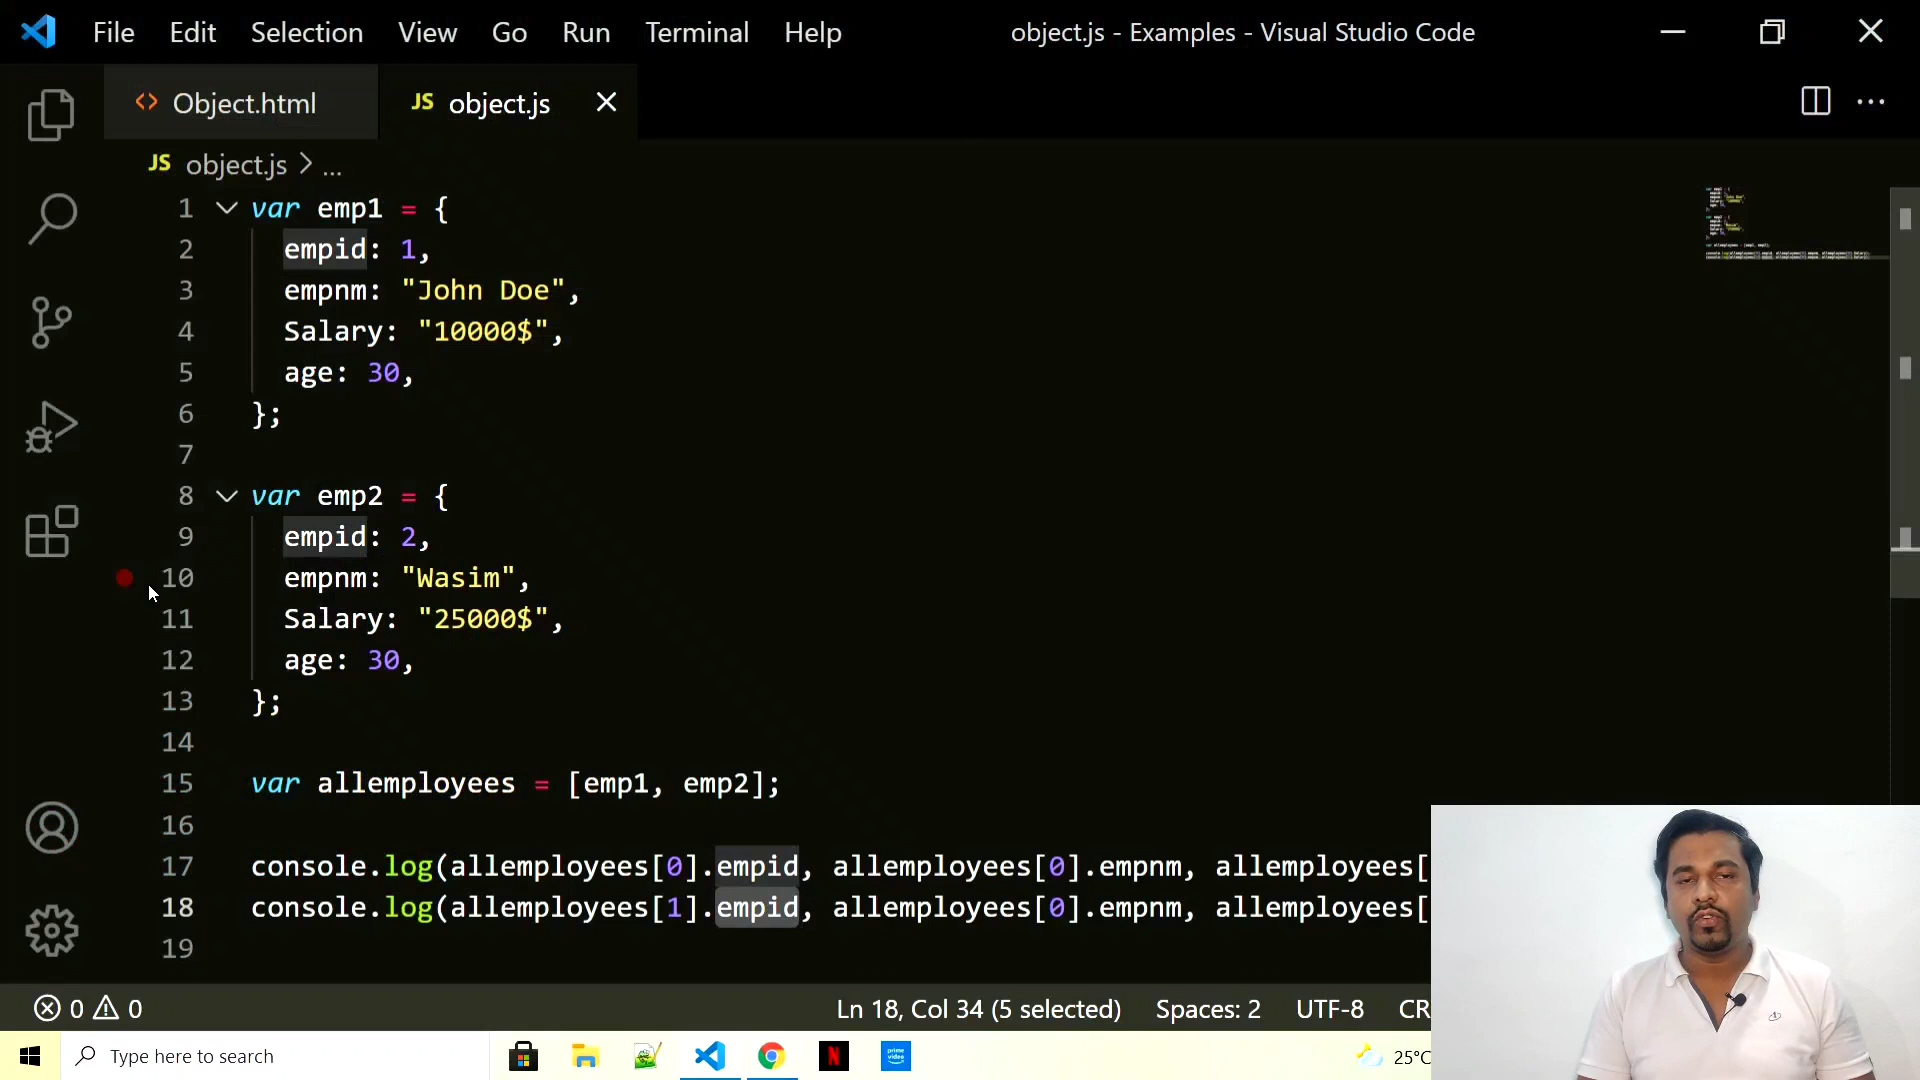 File Edit Selection View Go Run Terminal Help object.js - Examples - Visual Studio Code
Object.html JS object.js
JS object.js > ...
1 var emp1 = {
2 empid: 1,
3 empnm: "John Doe",
4 Salary: "10000$",
5 age: 30,
6 };
7
8 var emp2 = {
9 empid: 2,
10 empnm: "Wasim",
11 Salary: "25000$",
12 age: 30,
13 };
14
15 var allemployees = [emp1, emp2];
16
17 console.log(allemployees[0].empid, allemployees[0].empnm, allemployees[
18 console.log(allemployees[1].empid, allemployees[0].empnm, allemployees[
19
0 0 Ln 18, Col 34 (5 selected) Spaces: 2 UTF-8 CR
Type here to search N prime video 25°C